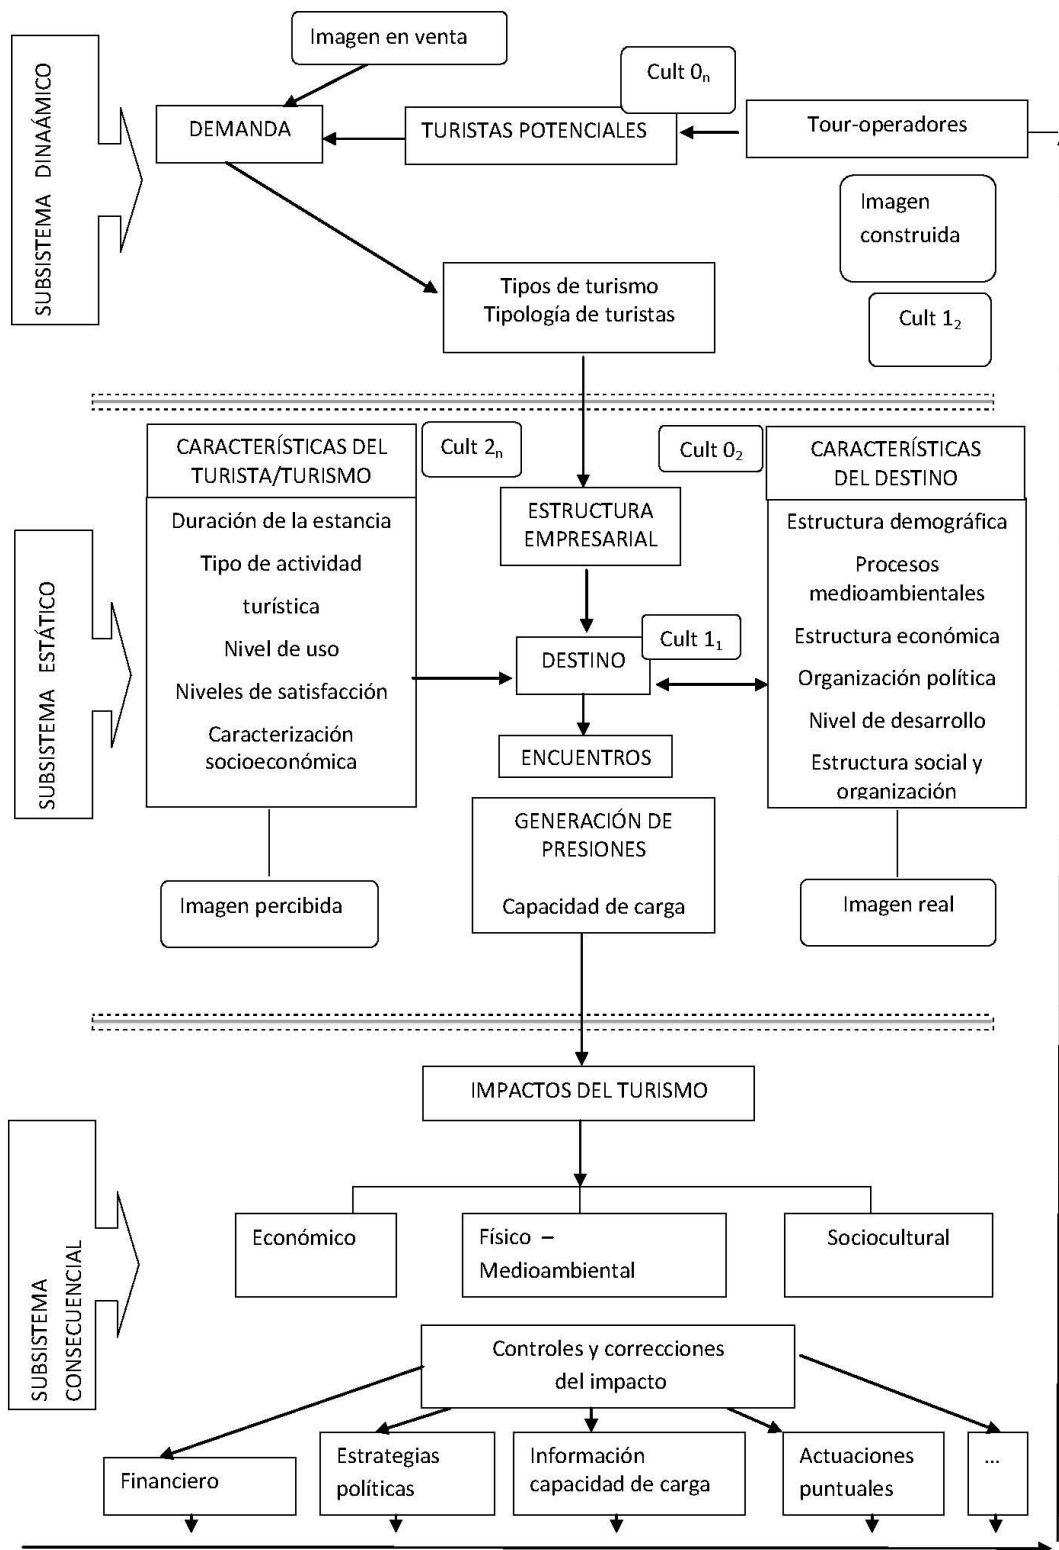 Imagen en venta
Cult 0n
DEMANDA
TURISTAS POTENCIALES
Tour-operadores
SUBSISTEMA DINAÁMICO
Imagen
construida
Tipos de turismo
Tipología de turistas
Cult 12
CARACTERÍSTICAS DEL
TURISTA/TURISMO
Cult 2n
Cult 02
CARACTERÍSTICAS
DEL DESTINO
SUBSISTEMA ESTÁTICO
Duración de la estancia
Tipo de actividad
turística
Nivel de uso
Niveles de satisfacción
Caracterización
socioeconómica
ESTRUCTURA
EMPRESARIAL
Cult 11
DESTINO
ENCUENTROS
Estructura demográfica
Procesos
medioambientales
Estructura económica
Organización política
Nivel de desarrollo
Estructura social y
organización
GENERACIÓN DE
PRESIONES
Capacidad de carga
Imagen percibida
Imagen real
IMPACTOS DEL TURISMO
SUBSISTEMA
CONSECUENCIAL
Económico
Físico –
Medioambiental
Sociocultural
Controles y correcciones
del impacto
Financiero
Estrategias
políticas
Información
capacidad de carga
Actuaciones
puntuales
...